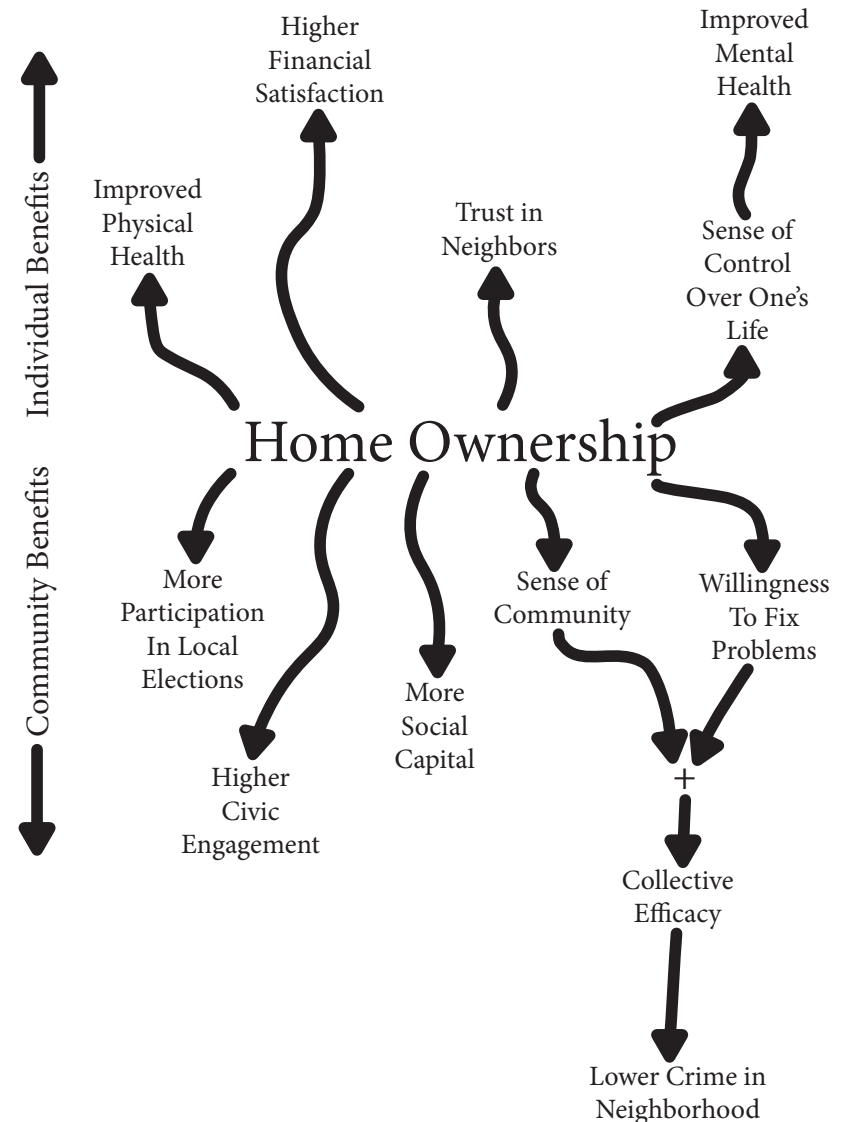 Individual Benefits
Community Benefits
Higher
Financial
Satisfaction
Improved
Mental
Health
Improved
Physical
Health
Trust in
Neighbors
Sense of
Control
Over One’s
Life
Home Ownership
More
Participation
In Local
Elections
Higher
Civic
Engagement
More
Social
Capital
Sense of
Community
Willingness
To Fix
Problems
+
Collective
Efficacy
Lower Crime in
Neighborhood